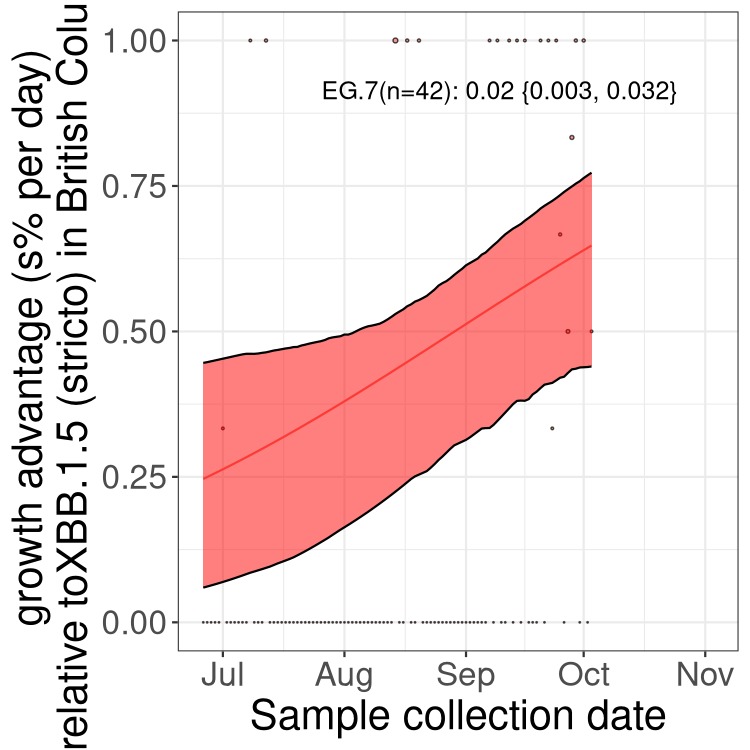 growth advantage (s% per day)
relative toXBB.1.5 (stricto) in British Colu
1.00
0.75
0.50
0.25
0.00
EG.7(n=42): 0.02 {0.003, 0.032}
Jul Aug Sep Oct Nov
Sample collection date